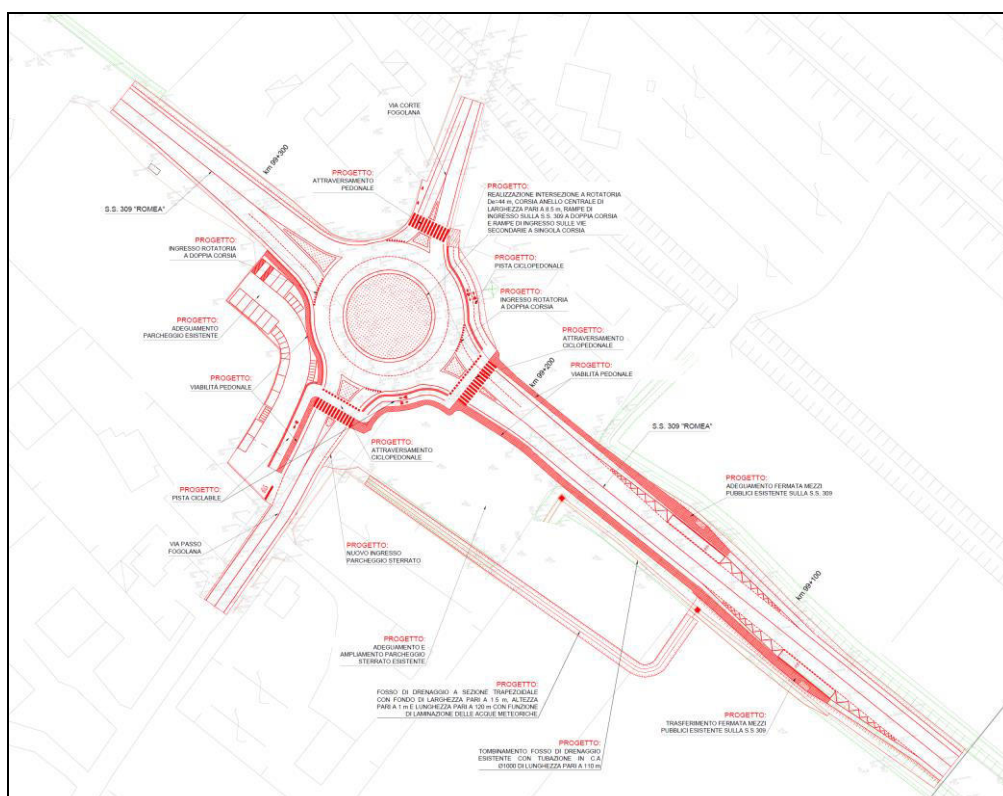 VIA CORTE
FOGOLANA
km 99+300
PROGETTO:
ATTRAVERSAMENTO
PEDONALE
PROGETTO:
REALIZZAZIONE INTERSEZIONE A ROTATORIA
De=44 m, CORSIA ANELLO CENTRALE DI
LARGHEZZA PARI A 8.5 m, RAMPE DI
INGRESSO SULLA S.S. 309 A DOPPIA CORSIA
E RAMPE DI INGRESSO SULLE VIE
SECONDARIE A SINGOLA CORSIA
S.S. 309 "ROMEA"
PROGETTO:
INGRESSO ROTATORIA
A DOPPIA CORSIA
PROGETTO:
PISTA CICLOPEDONALE
PROGETTO:
INGRESSO ROTATORIA
A DOPPIA CORSIA
PROGETTO:
ADEGUAMENTO
PARCHEGGIO ESISTENTE
PROGETTO:
ATTRAVERSAMENTO
CICLOPEDONALE
km 99+200
PROGETTO:
VIABILITÀ PEDONALE
PROGETTO:
VIABILITÀ PEDONALE
S.S. 309 "ROMEA"
PROGETTO:
ATTRAVERSAMENTO
CICLOPEDONALE
PROGETTO:
ADEGUAMENTO FERMATA MEZZI
PUBBLICI ESISTENTE SULLA S.S. 309
PROGETTO:
PISTA CICLABILE
VIA PASSO
FOGOLANA
PROGETTO:
NUOVO INGRESSO
PARCHEGGIO STERRATO
km 99+100
PROGETTO:
ADEGUAMENTO E
AMPLIAMENTO PARCHEGGIO
STERRATO ESISTENTE
PROGETTO:
FOSSO DI DRENAGGIO A SEZIONE TRAPEZOIDALE
CON FONDO DI LARGHEZZA PARI A 1.5 m, ALTEZZA
PARI A 1 m E LUNGHEZZA PARI A 120 m CON FUNZIONE
DI LAMINAZIONE DELLE ACQUE METEORICHE
PROGETTO:
TRASFERIMENTO FERMATA MEZZI
PUBBLICI ESISTENTE SULLA S.S 309
PROGETTO:
TOMBINAMENTO FOSSO DI DRENAGGIO
ESISTENTE CON TUBAZIONE IN C.A
Ø1000 DI LUNGHEZZA PARI A 110 m